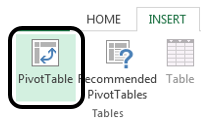 HOME INSERT
PivotTable Recommended Table
PivotTables
Tables